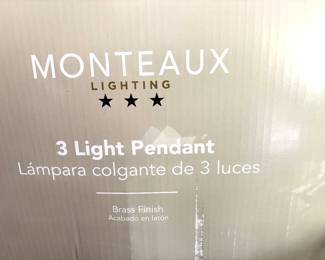 MONTEAUX
LIGHTING
3 Light Pendant
Lámpara colgante de 3 luces
Brass Finish
Acabado en latón